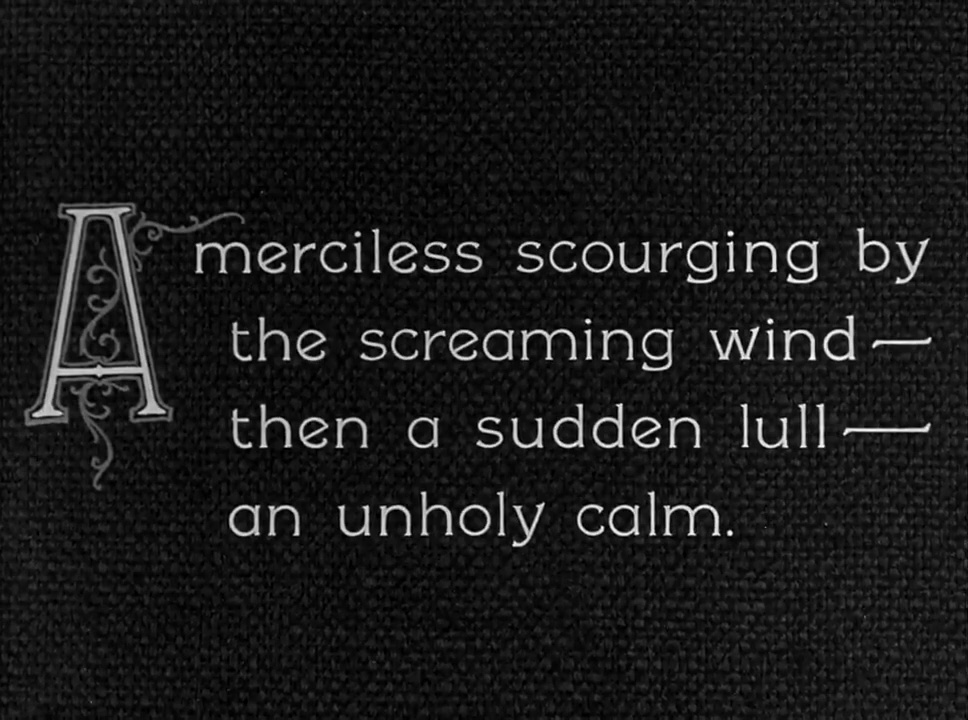 A merciless scourging by
the screaming wind —
then a sudden lull —
an unholy calm.